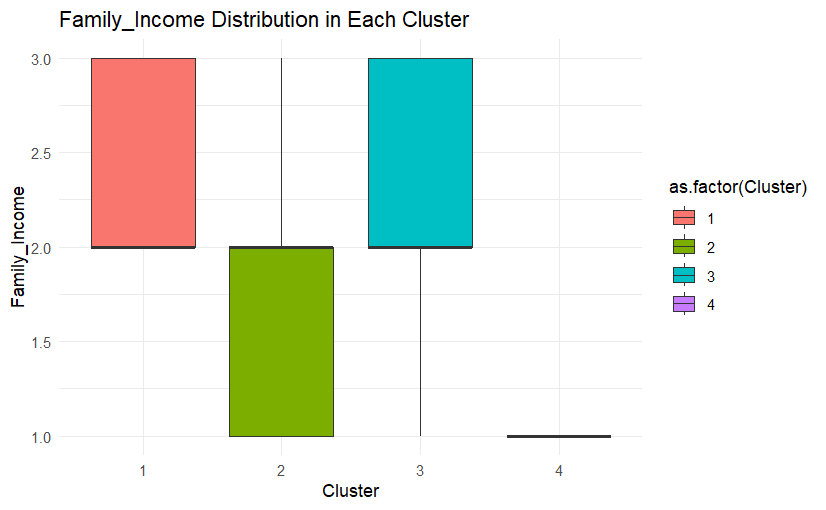 Family_Income Distribution in Each Cluster
Family_Income
3.0
2.5
2.0
1.5
1.0
1 2 3 4
Cluster
as.factor(Cluster)
1
2
3
4